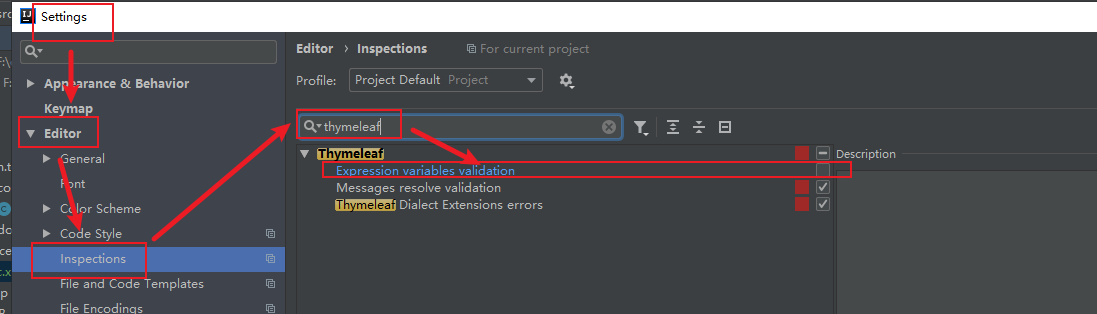 Settings
Appearance & Behavior
Keymap
Editor
General
Font
Color Scheme
Code Style
Inspections
File and Code Templates
File Encodings
Editor › Inspections For current project
Profile: Project Default Project
thymeleaf
Thymeleaf
Expression variables validation
Messages resolve validation
Thymeleaf Dialect Extensions errors
Description